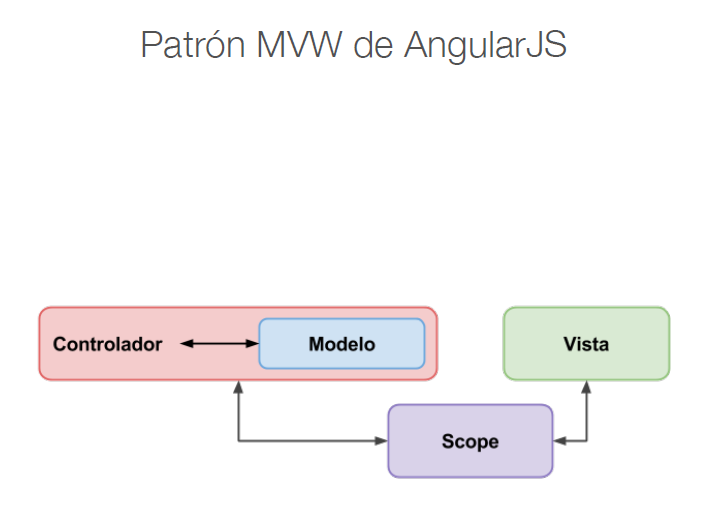 Patrón MVW de AngularJS
Controlador
Modelo
Vista
Scope